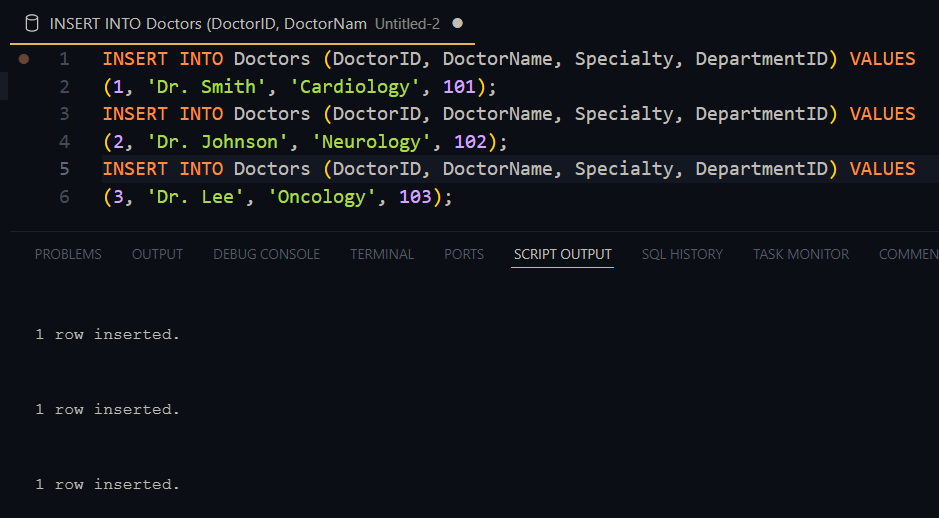 INSERT INTO Doctors (DoctorID, DoctorNam Untitled-2
1 INSERT INTO Doctors (DoctorID, DoctorName, Specialty, DepartmentID) VALUES
2 (1, 'Dr. Smith', 'Cardiology', 101);
3 INSERT INTO Doctors (DoctorID, DoctorName, Specialty, DepartmentID) VALUES
4 (2, 'Dr. Johnson', 'Neurology', 102);
5 INSERT INTO Doctors (DoctorID, DoctorName, Specialty, DepartmentID) VALUES
6 (3, 'Dr. Lee', 'Oncology', 103);
PROBLEMS OUTPUT DEBUG CONSOLE TERMINAL PORTS SCRIPT OUTPUT SQL HISTORY TASK MONITOR COMMEN
1 row inserted.
1 row inserted.
1 row inserted.